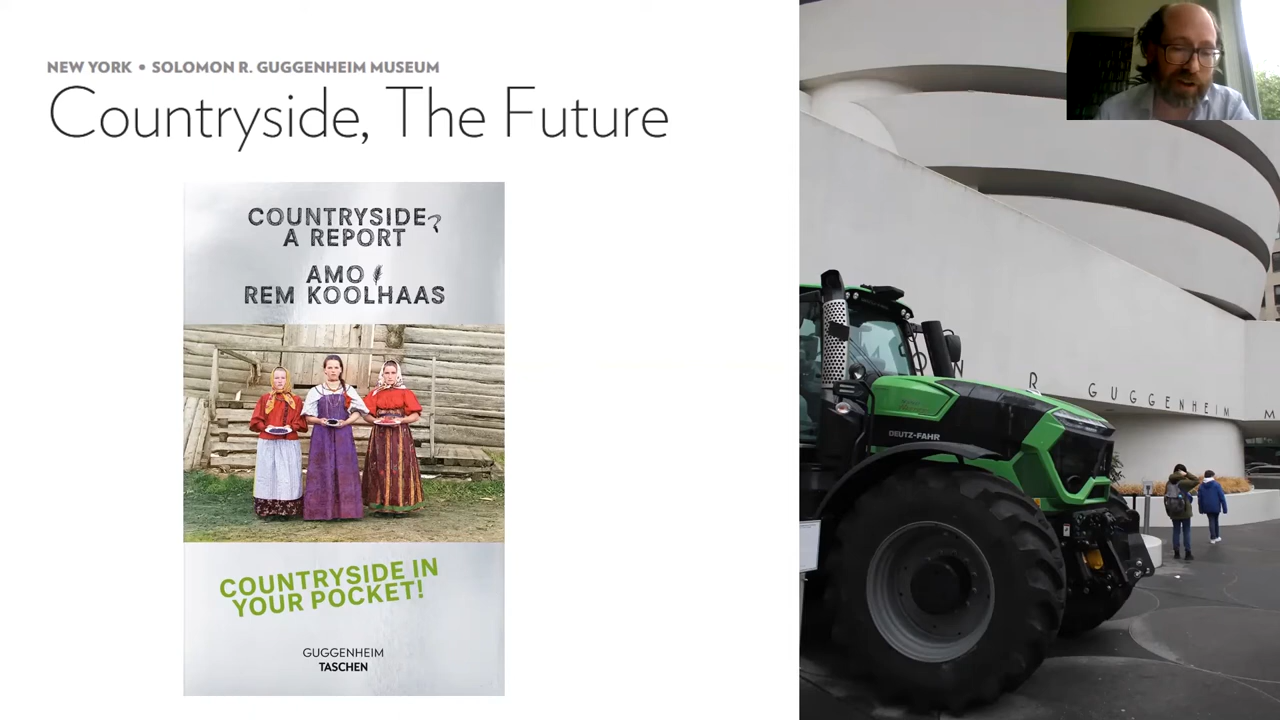 NEW YORK • SOLOMON R. GUGGENHEIM MUSEUM
Countryside, The Future
COUNTRYSIDE,
A REPORT
AMO
REM KOOLHAAS
COUNTRYSIDE IN
YOUR POCKET!
GUGGENHEIM
TASCHEN
N R GUGGENHEIM M
DEUTZ-FAHR